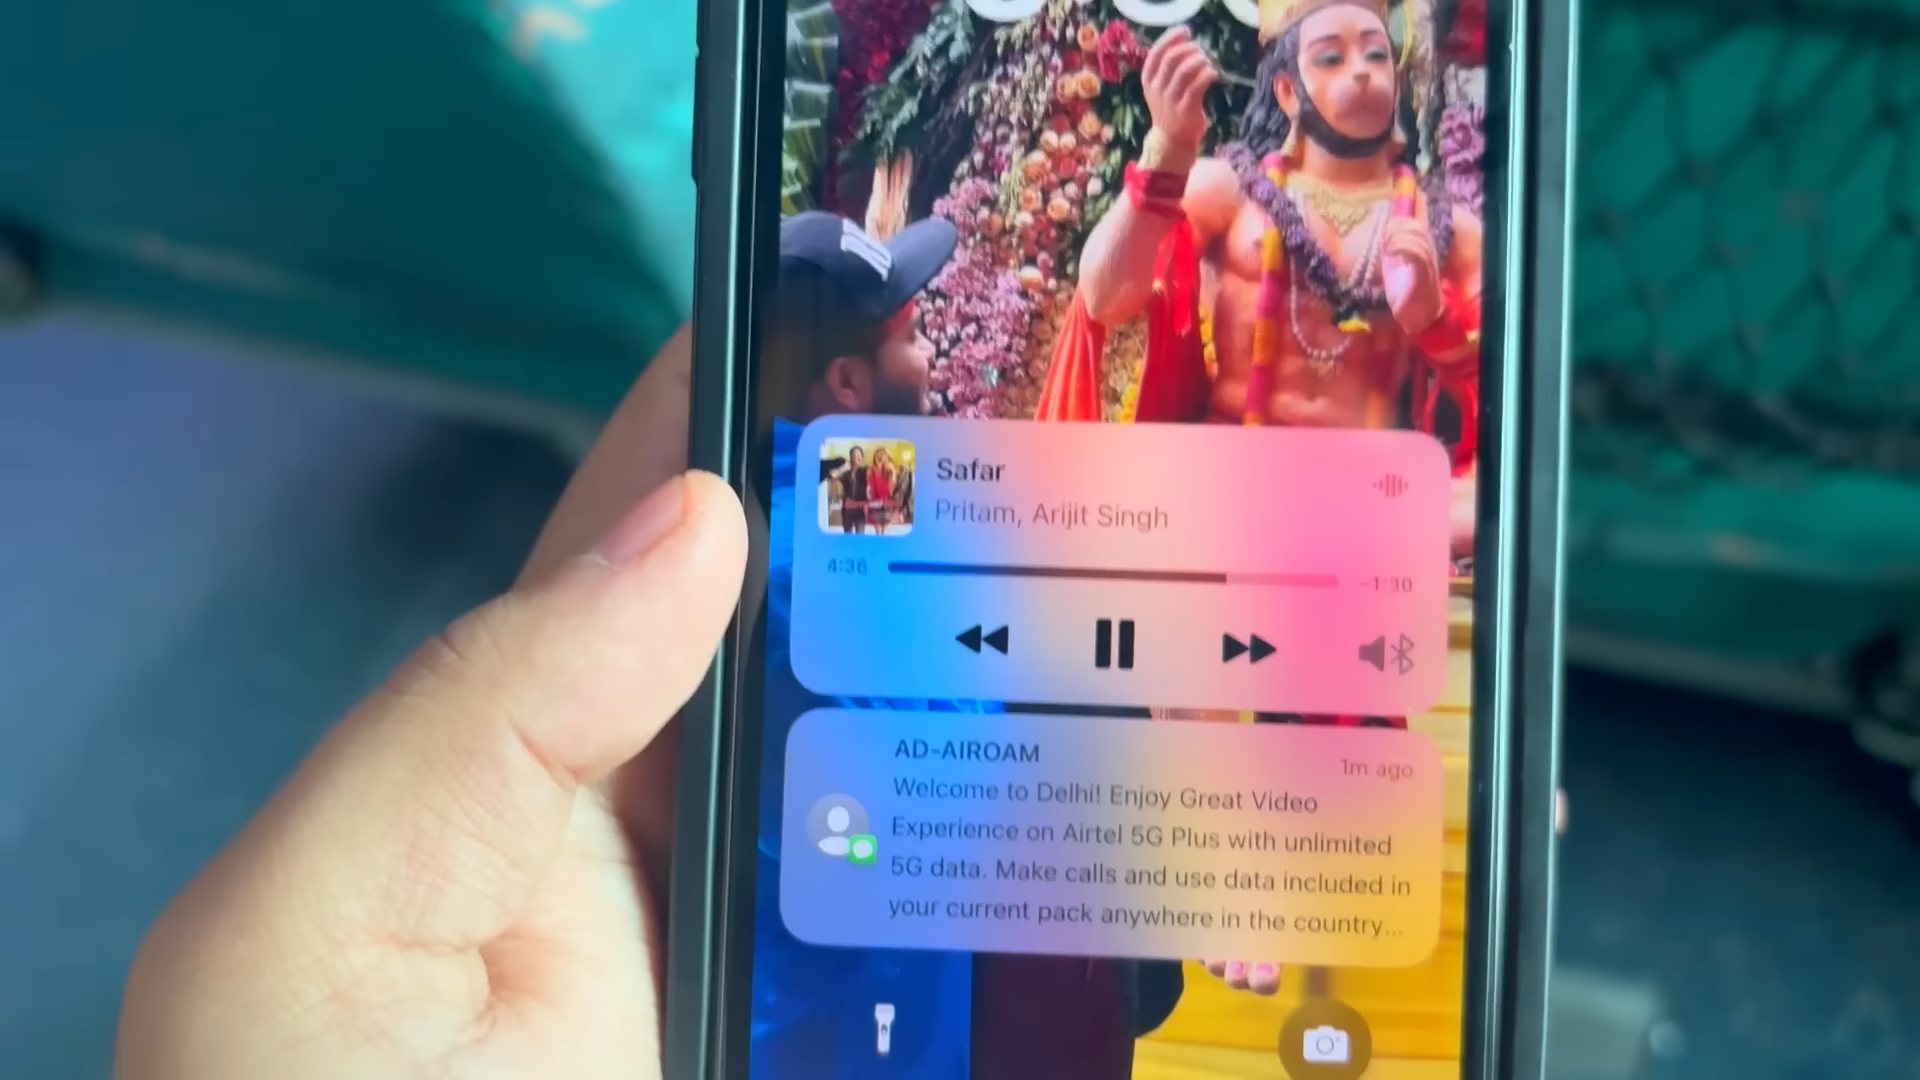 Safar
Pritam, Arijit Singh
4:36
-1:30
AD-AIROAM
1m ago
Welcome to Delhi! Enjoy Great Video
Experience on Airtel 5G Plus with unlimited
5G data. Make calls and use data included in
your current pack anywhere in the country...